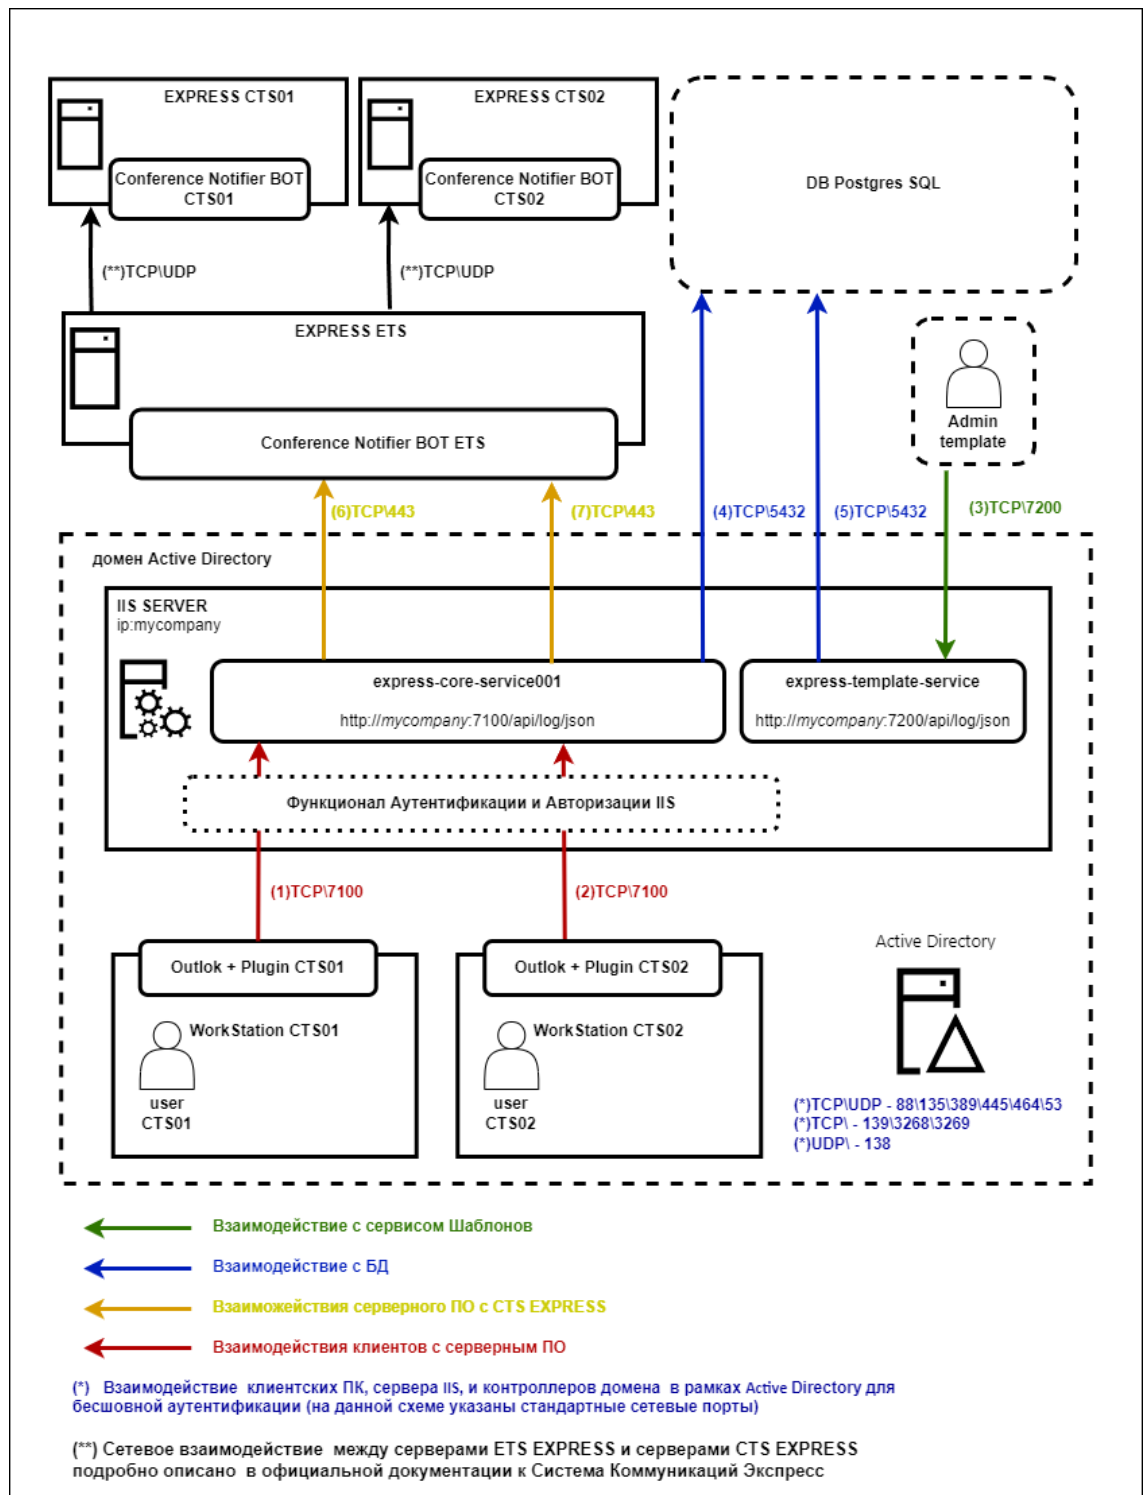 EXPRESS CTS01
EXPRESS CTS02
Conference Notifier BOT
CTS01
Conference Notifier BOT
CTS02
DB Postgres SQL
(**)TCP\UDP
(**)TCP\UDP
EXPRESS ETS
Conference Notifier BOT ETS
Admin
template
(6)TCP\443
(7)TCP\443
(4)TCP\5432
(5)TCP\5432
(3)TCP\7200
домен Active Directory
IIS SERVER
ip:mycompany
express-core-service001
http://mycompany:7100/api/log/json
express-template-service
http://mycompany:7200/api/log/json
Функционал Аутентификации и Авторизации IIS
(1)TCP\7100
(2)TCP\7100
Outlok + Plugin CTS01
Outlok + Plugin CTS02
WorkStation CTS01
WorkStation CTS02
user
CTS01
user
CTS02
Active Directory
(*)TCP\UDP - 88\135\389\445\464\53
(*)TCP\ - 139\3268\3269
(*)UDP\ - 138
Взаимодействие с сервисом Шаблонов
Взаимодействие с БД
Взаиможействия серверного ПО с CTS EXPRESS
Взаимодействия клиентов с серверным ПО
(*) Взаимодействие клиентских ПК, сервера IIS, и контроллеров домена в рамках Active Directory для
бесшовной аутентификации (на данной схеме указаны стандартные сетевые порты)
(**) Сетевое взаимодействие между серверами ETS EXPRESS и серверами CTS EXPRESS
подробно описано в официальной документации к Система Коммуникаций Экспресс